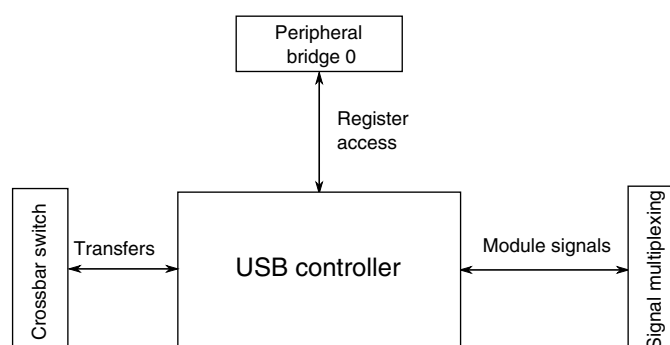 Peripheral
bridge 0
Register
access
Crossbar switch
Transfers
USB controller
Module signals
Signal multiplexing